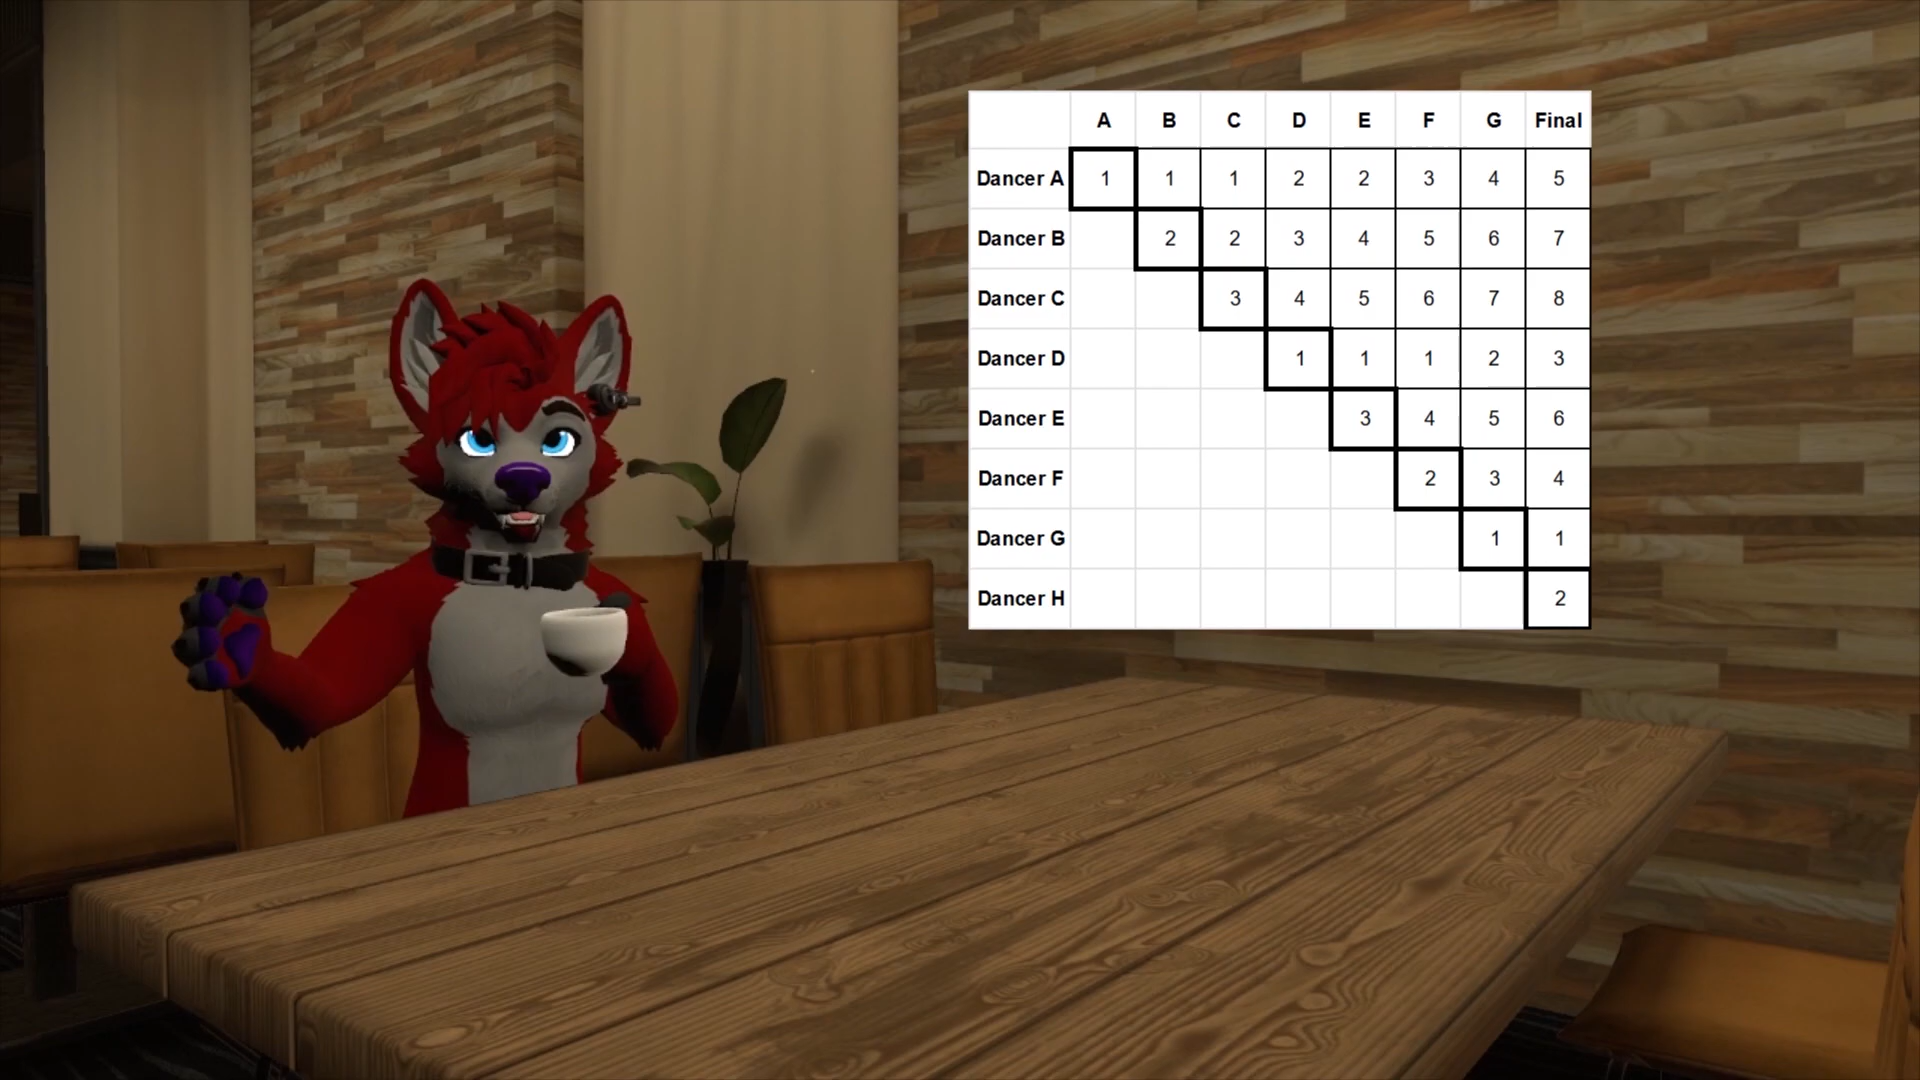 A B C D E F G Final
Dancer A 1 1 1 2 2 3 4 5
Dancer B 2 2 3 4 5 6 7
Dancer C 3 4 5 6 7 8
Dancer D 1 1 1 2 3
Dancer E 3 4 5 6
Dancer F 2 3 4
Dancer G 1 1
Dancer H 2